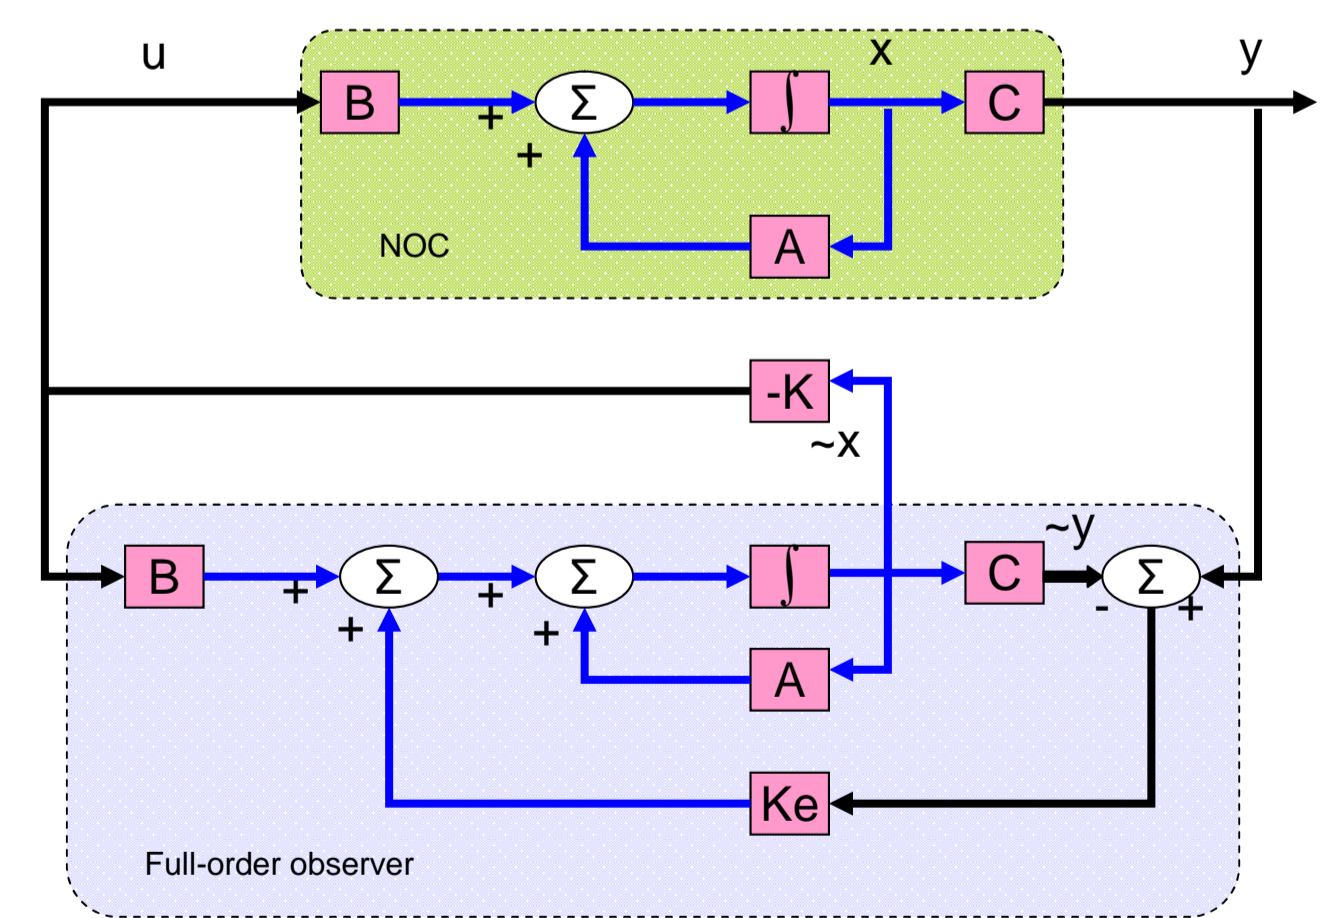 u
x
y
B
Σ
∫
C
+
+
NOC
A
-K
~x
~y
B
Σ
Σ
∫
C
Σ
+
+
-
+
+
+
A
Ke
Full-order observer